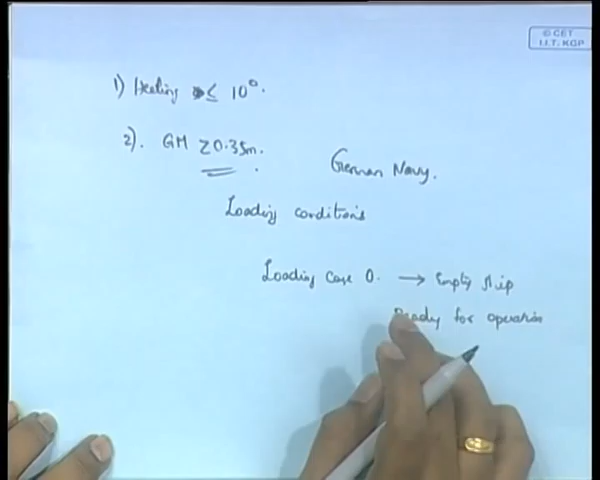 © CET
I.I.T. KGP
1) Heeling ≤ 10°.
2). GM ≥ 0.35m.
German Navy.
Loading conditions
Loading case 0. → Empty ship
Ready for operation